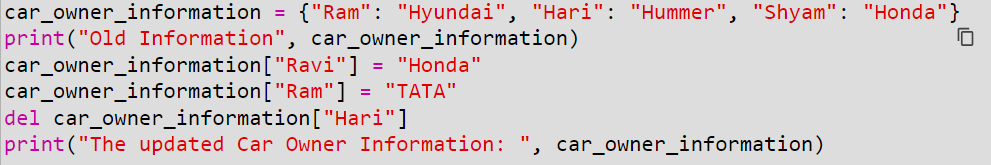 car_owner_information = {"Ram": "Hyundai", "Hari": "Hummer", "Shyam": "Honda"}
print("Old Information", car_owner_information)
car_owner_information["Ravi"] = "Honda"
car_owner_information["Ram"] = "TATA"
del car_owner_information["Hari"]
print("The updated Car Owner Information: ", car_owner_information)